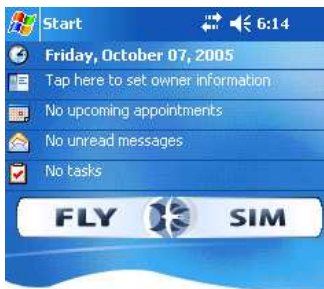 Start 6:14
Friday, October 07, 2005
Tap here to set owner information
No upcoming appointments
No unread messages
No tasks
FLY SIM